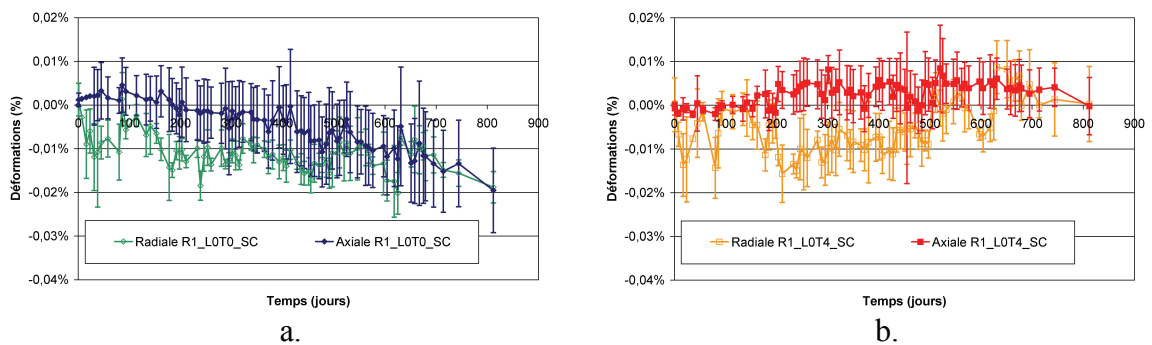 0,02%
0,01%
0,00%
-0,01%
-0,02%
-0,03%
-0,04%
Déformations (%)
0 100 200 300 400 500 600 700 800 900
Radiale R1_L0T0_SC Axiale R1_L0T0_SC
Temps (jours)
a.
0,02%
0,01%
0,00%
-0,01%
-0,02%
-0,03%
-0,04%
Déformations (%)
0 100 200 300 400 500 600 700 800 900
Radiale R1_L0T4_SC Axiale R1_L0T4_SC
Temps (jours)
b.